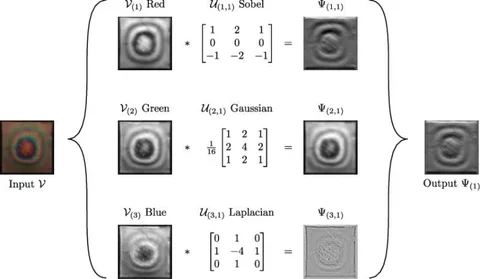 𝒱(1) Red
𝒰(1,1) Sobel
Ψ(1,1)
*
1 2 1
0 0 0
−1 −2 −1
=
𝒱(2) Green
𝒰(2,1) Gaussian
Ψ(2,1)
*
1/16
1 2 1
2 4 2
1 2 1
=
Input 𝒱
Output Ψ(1)
𝒱(3) Blue
𝒰(3,1) Laplacian
Ψ(3,1)
*
0 1 0
1 −4 1
0 1 0
=